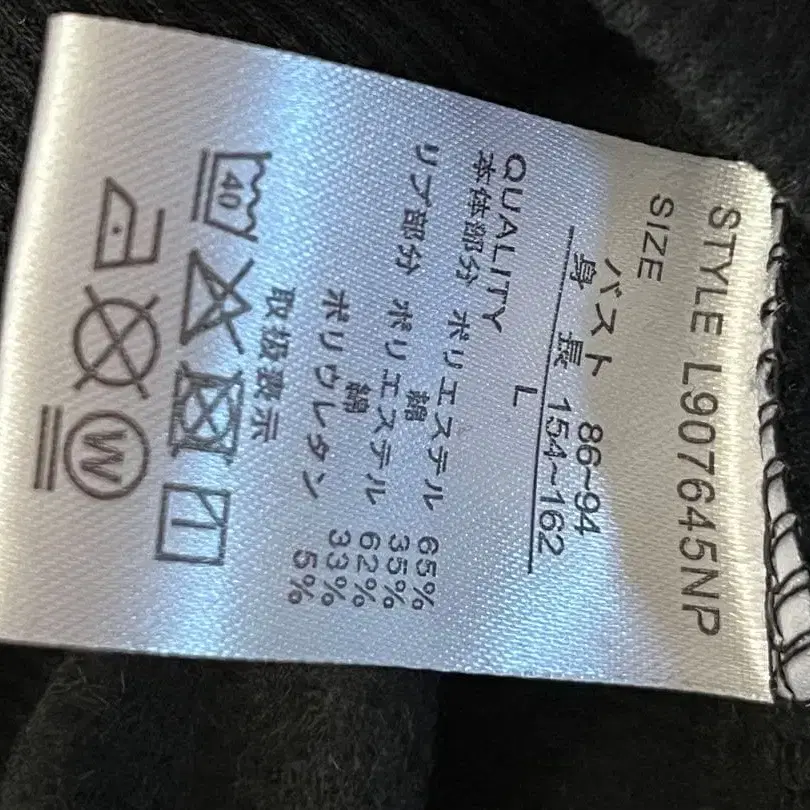 STYLE L907645NP
SIZE
バスト 86~94
身 長 154~162
L
QUALITY
本体部分 ポリエステル 65%
綿 35%
リブ部分 ポリエステル 62%
綿 33%
ポリウレタン 5%
取扱表示
40
W